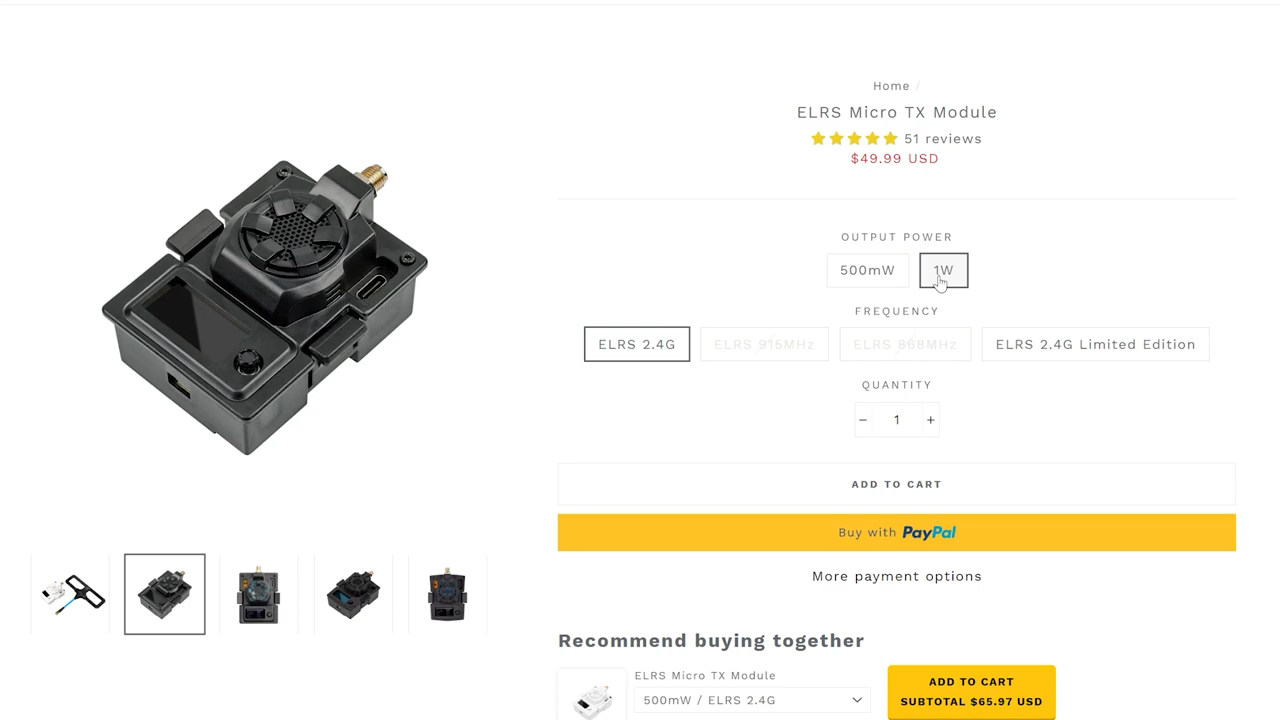 Home /
ELRS Micro TX Module
51 reviews
$49.99 USD
OUTPUT POWER
500mW 1W
FREQUENCY
ELRS 2.4G ELRS 915MHz ELRS 868MHz ELRS 2.4G Limited Edition
QUANTITY
− 1 +
ADD TO CART
Buy with PayPal
More payment options
Recommend buying together
ELRS Micro TX Module
500mW / ELRS 2.4G
ADD TO CART
SUBTOTAL $65.97 USD